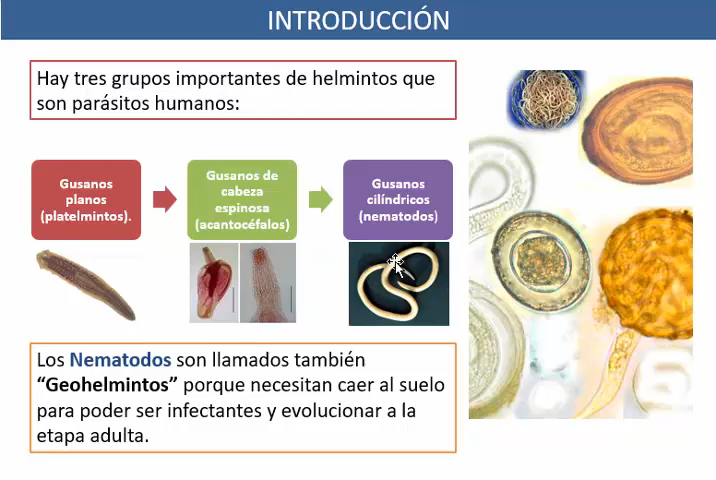 INTRODUCCIÓN
Hay tres grupos importantes de helmintos que
son parásitos humanos:
Gusanos
planos
(platelmintos).
Gusanos de
cabeza
espinosa
(acantocéfalos)
Gusanos
cilíndricos
(nematodos)
Los Nematodos son llamados también
“Geohelmintos” porque necesitan caer al suelo
para poder ser infectantes y evolucionar a la
etapa adulta.